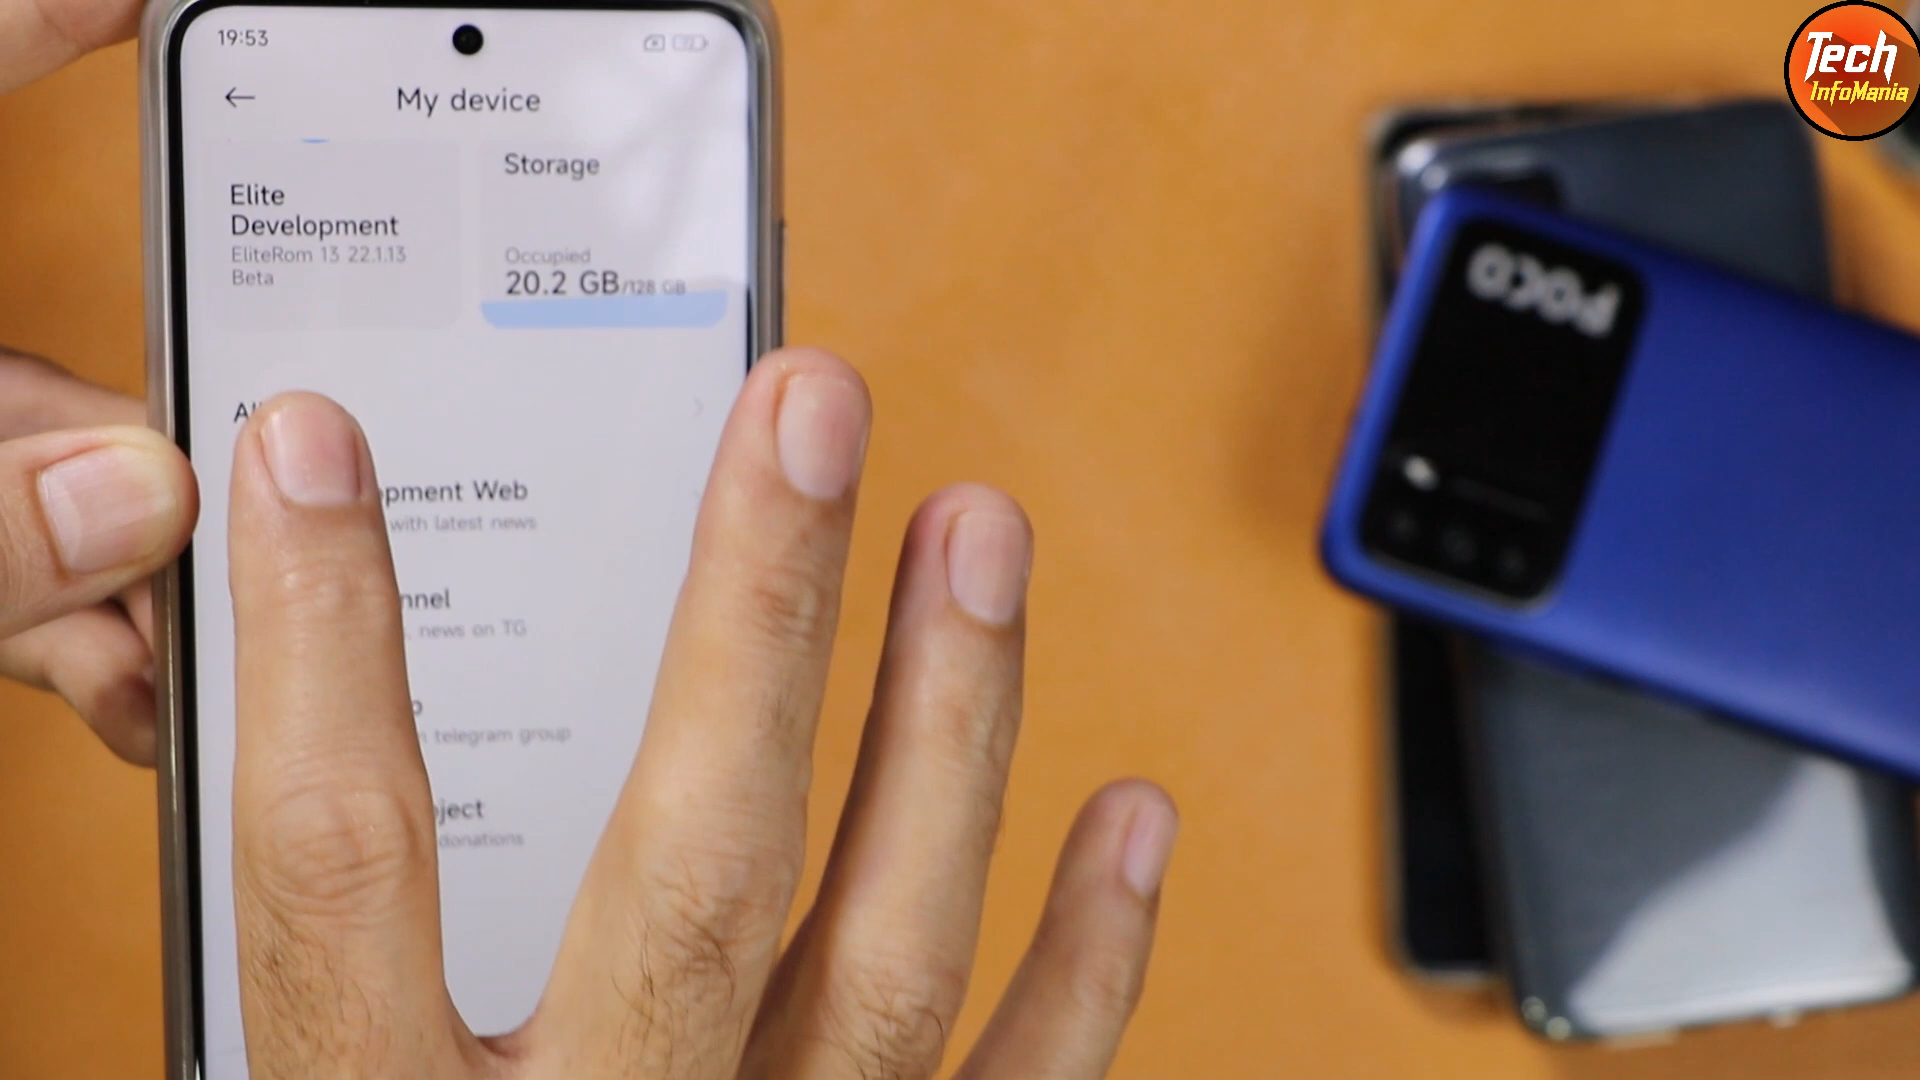 19:53
My device
Elite
Development
EliteRom 13 22.1.13
Beta
Storage
Occupied
20.2 GB/128 GB
opment Web
with latest news
nnel
news on TG
telegram group
ject
donations
POCO
Tech
InfoMania